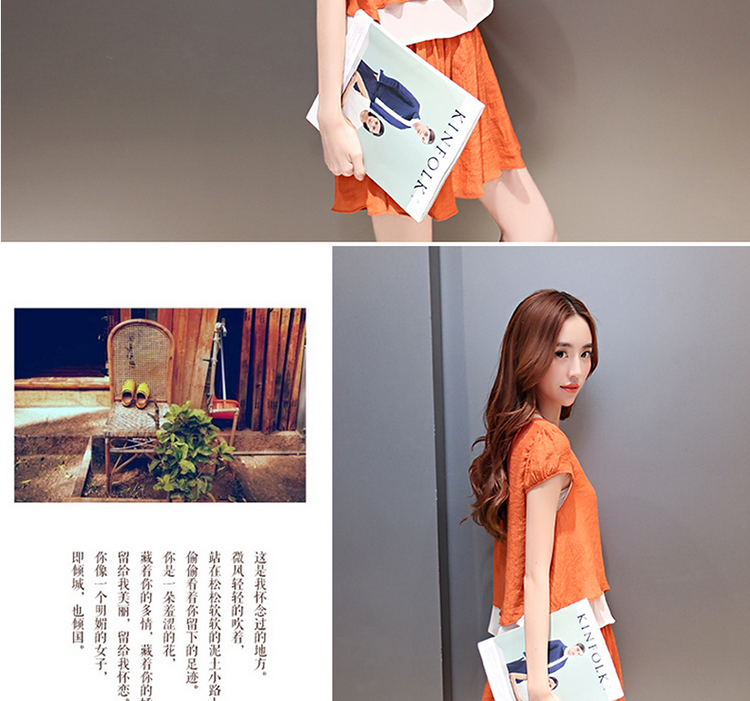 KINFOLK
KINFOLK
这是我怀念过的地方。
微风轻轻的吹着，
站在松松软软的泥土小路
偷偷看着你留下的足迹。
你是一朵羞涩的花，
藏着你的多情，藏着你的
留给我美丽，留给我怀恋。
你像一个明媚的女子，
即倾城，也倾国。